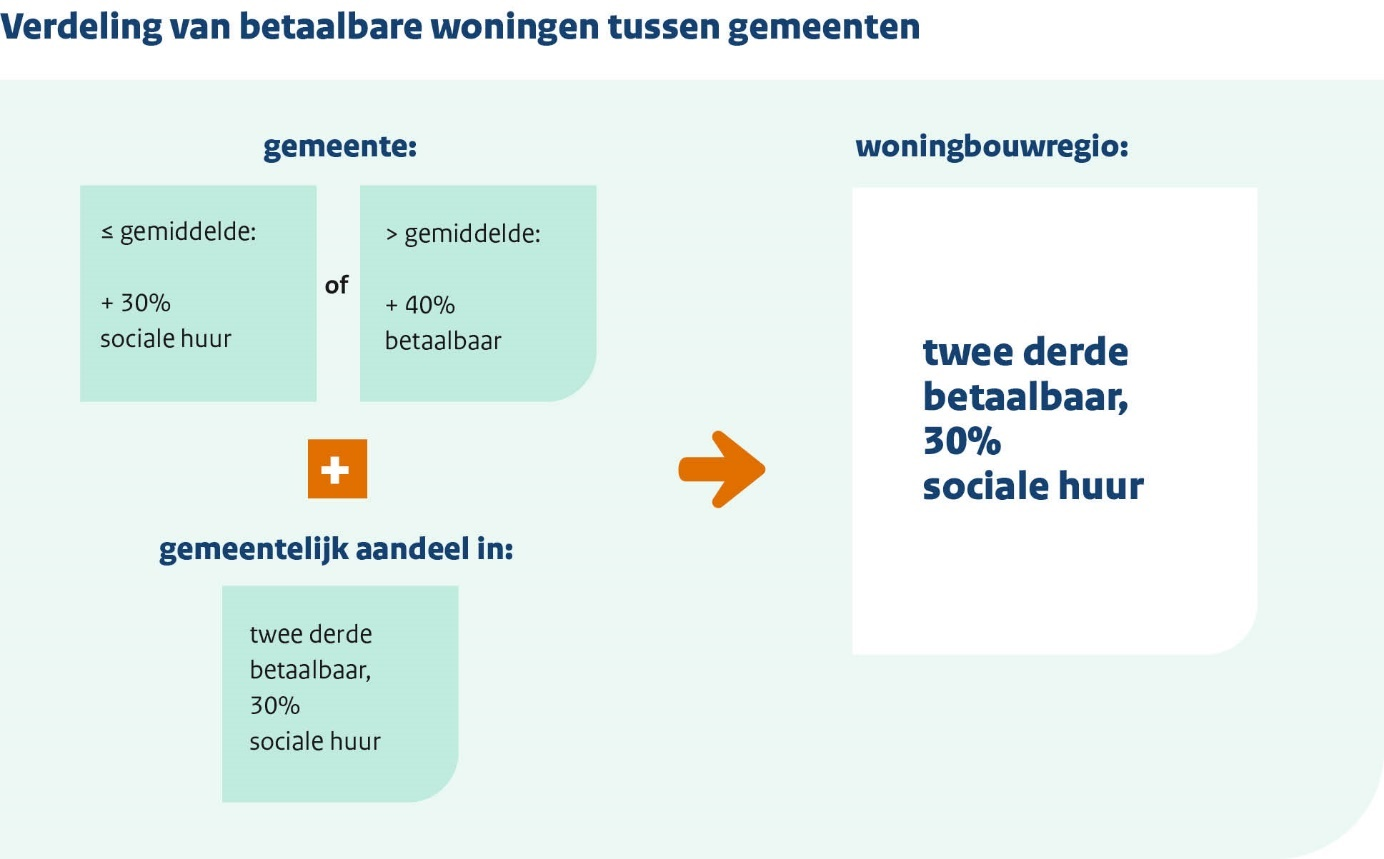 Verdeling van betaalbare woningen tussen gemeenten
gemeente:
≤ gemiddelde:
+ 30%
sociale huur
of
> gemiddelde:
+ 40%
betaalbaar
+
gemeentelijk aandeel in:
twee derde
betaalbaar,
30%
sociale huur
woningbouwregio:
twee derde
betaalbaar,
30%
sociale huur